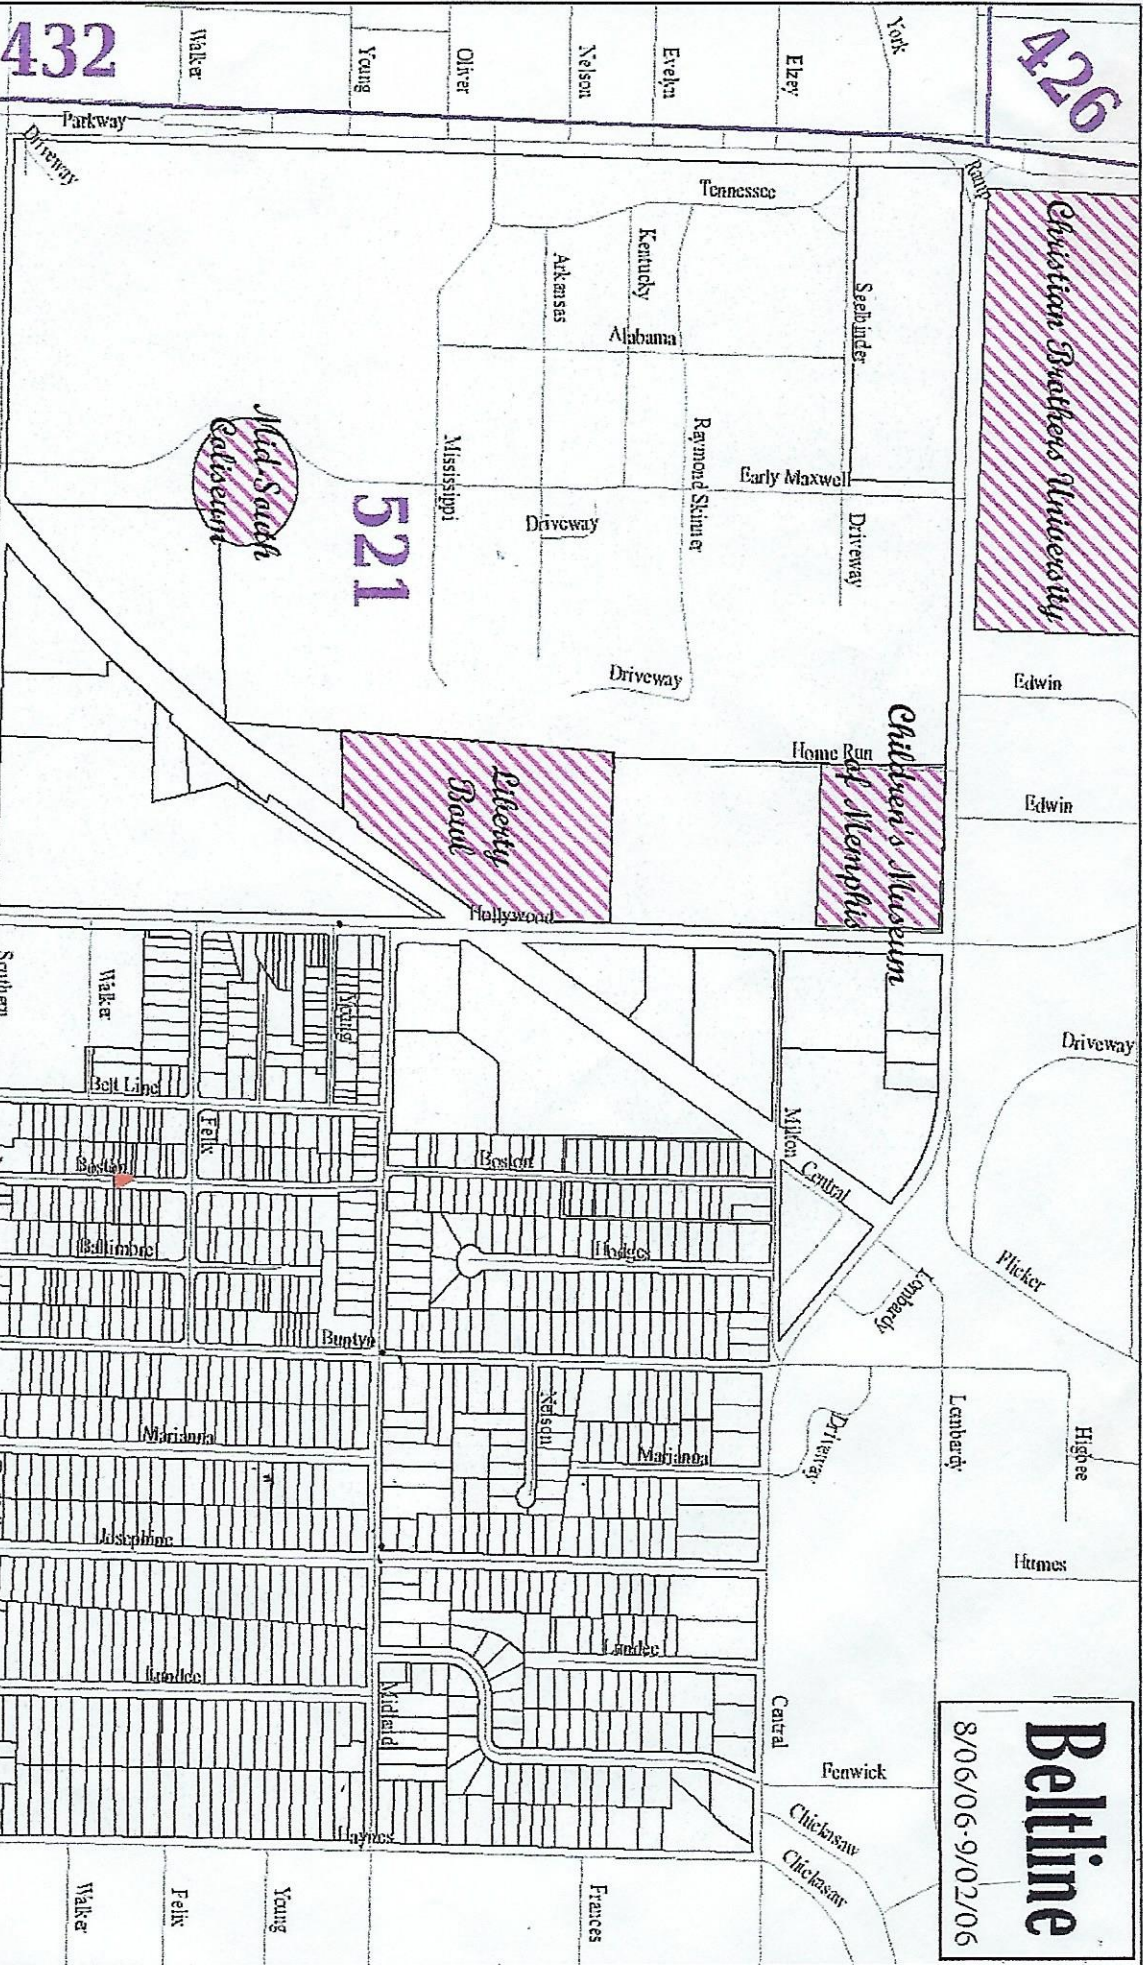 432
Walker
Young
Oliver
Nelson
Evelyn
Elzey
York
426
Parkway
Driveway
Ramp
Christian Brothers University
Tennessee
Kentucky
Arkansas
Alabama
Seelbinder
Mid-South
Coliseum
Mississippi
521
Raymond Skinner
Early Maxwell
Driveway
Driveway
Driveway
Edwin
Edwin
Home Run
Children's Museum
of Memphis
Liberty
Bowl
Hollywood
Southern
Walker
Young
Belt Line
Felix
Driveway
Milton
Central
Boston
Boston
Baltimore
Hodges
Flicker
Lombardy
Buntyn
Nelson
Marianna
Marianna
Driveway
Lombardy
Higbee
Josephine
Humes
Lundee
Lundee
Midland
Central
Fenwick
Beltline
8/06/06-9/02/06
Haynes
Chickasaw
Chickasaw
Walker
Felix
Young
Frances